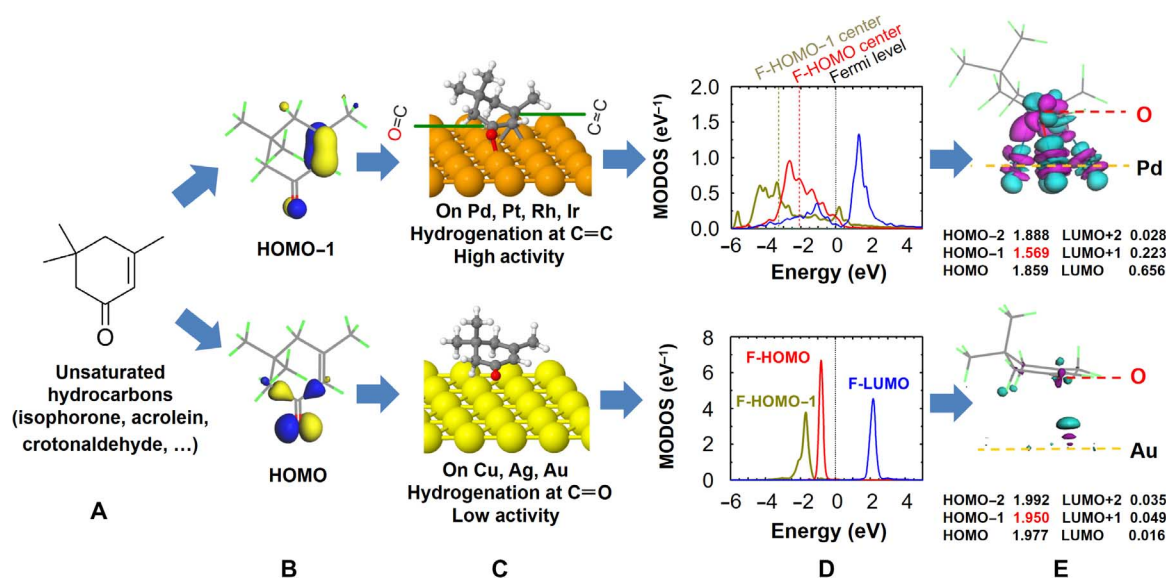 O
Unsaturated
hydrocarbons
(isophorone, acrolein,
crotonaldehyde, …)
A
HOMO−1
HOMO
B
O=C
C=C
On Pd, Pt, Rh, Ir
Hydrogenation at C=C
High activity
On Cu, Ag, Au
Hydrogenation at C=O
Low activity
C
F-HOMO−1 center
F-HOMO center
Fermi level
MODOS (eV⁻¹)
2.0
1.5
1.0
0.5
0.0
−6 −4 −2 0 2 4
Energy (eV)
F-HOMO
F-HOMO−1
F-LUMO
MODOS (eV⁻¹)
8
6
4
2
0
−6 −4 −2 0 2 4
Energy (eV)
D
O
Pd
HOMO−2 1.888 LUMO+2 0.028
HOMO−1 1.569 LUMO+1 0.223
HOMO 1.859 LUMO 0.656
O
Au
HOMO−2 1.992 LUMO+2 0.035
HOMO−1 1.950 LUMO+1 0.049
HOMO 1.977 LUMO 0.016
E